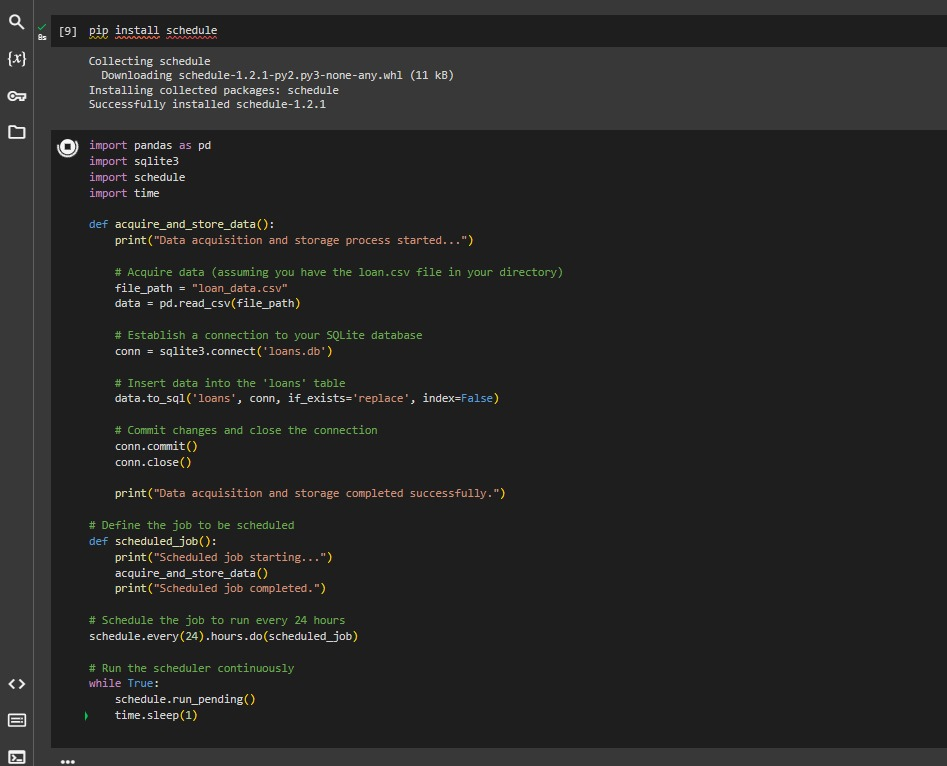 {x}
8s
[9] pip install schedule
Collecting schedule
  Downloading schedule-1.2.1-py2.py3-none-any.whl (11 kB)
Installing collected packages: schedule
Successfully installed schedule-1.2.1
import pandas as pd
import sqlite3
import schedule
import time

def acquire_and_store_data():
    print("Data acquisition and storage process started...")

    # Acquire data (assuming you have the loan.csv file in your directory)
    file_path = "loan_data.csv"
    data = pd.read_csv(file_path)

    # Establish a connection to your SQLite database
    conn = sqlite3.connect('loans.db')

    # Insert data into the 'loans' table
    data.to_sql('loans', conn, if_exists='replace', index=False)

    # Commit changes and close the connection
    conn.commit()
    conn.close()

    print("Data acquisition and storage completed successfully.")

# Define the job to be scheduled
def scheduled_job():
    print("Scheduled job starting...")
    acquire_and_store_data()
    print("Scheduled job completed.")

# Schedule the job to run every 24 hours
schedule.every(24).hours.do(scheduled_job)

# Run the scheduler continuously
while True:
    schedule.run_pending()
    time.sleep(1)